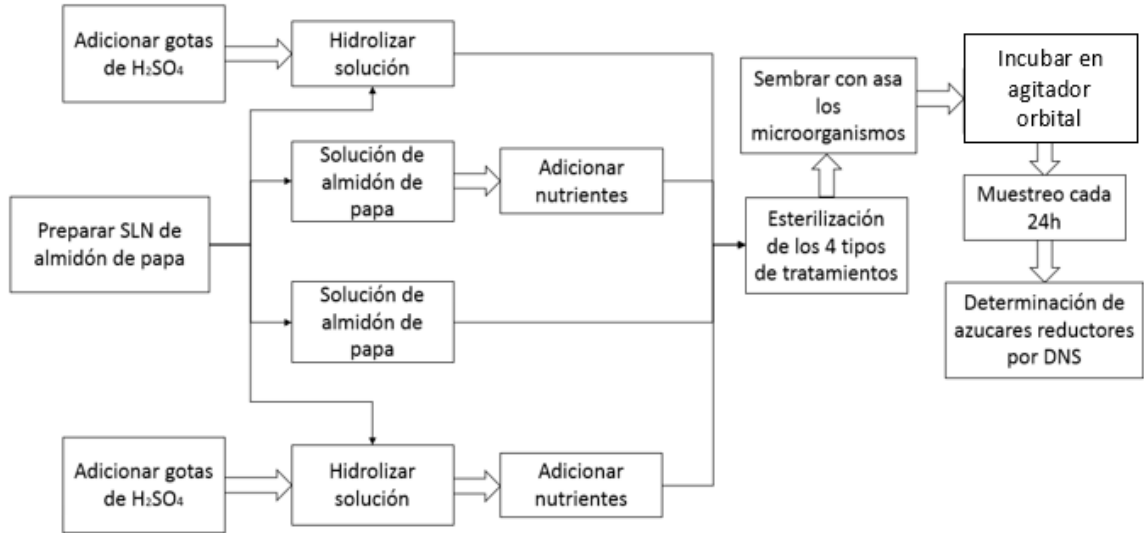 Adicionar gotas
de H₂SO₄
Hidrolizar
solución
Solución de
almidón de
papa
Adicionar
nutrientes
Preparar SLN de
almidón de papa
Solución de
almidón de
papa
Adicionar gotas
de H₂SO₄
Hidrolizar
solución
Adicionar
nutrientes
Esterilización
de los 4 tipos
de tratamientos
Sembrar con asa
los
microorganismos
Incubar en
agitador
orbital
Muestreo cada
24h
Determinación de
azucares reductores
por DNS